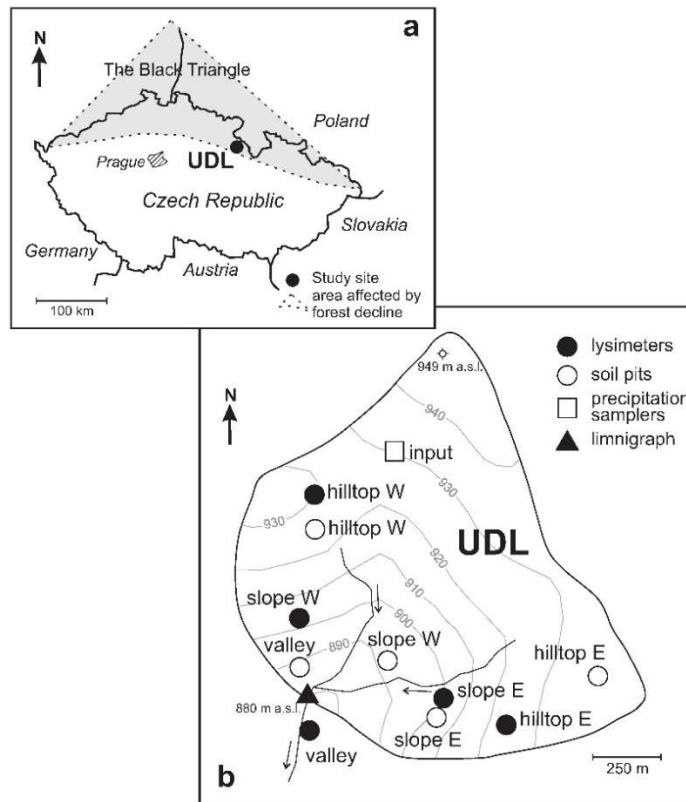 a
N
The Black Triangle
Poland
Prague
UDL
Czech Republic
Slovakia
Germany
Austria
Study site
area affected by
forest decline
100 km
lysimeters
soil pits
precipitation
samplers
limnigraph
N
949 m a.s.l.
940
input
930
hilltop W
930
hilltop W
920
UDL
910
slope W
900
slope W
valley
890
hilltop E
slope E
880 m a.s.l.
slope E
hilltop E
valley
250 m
b